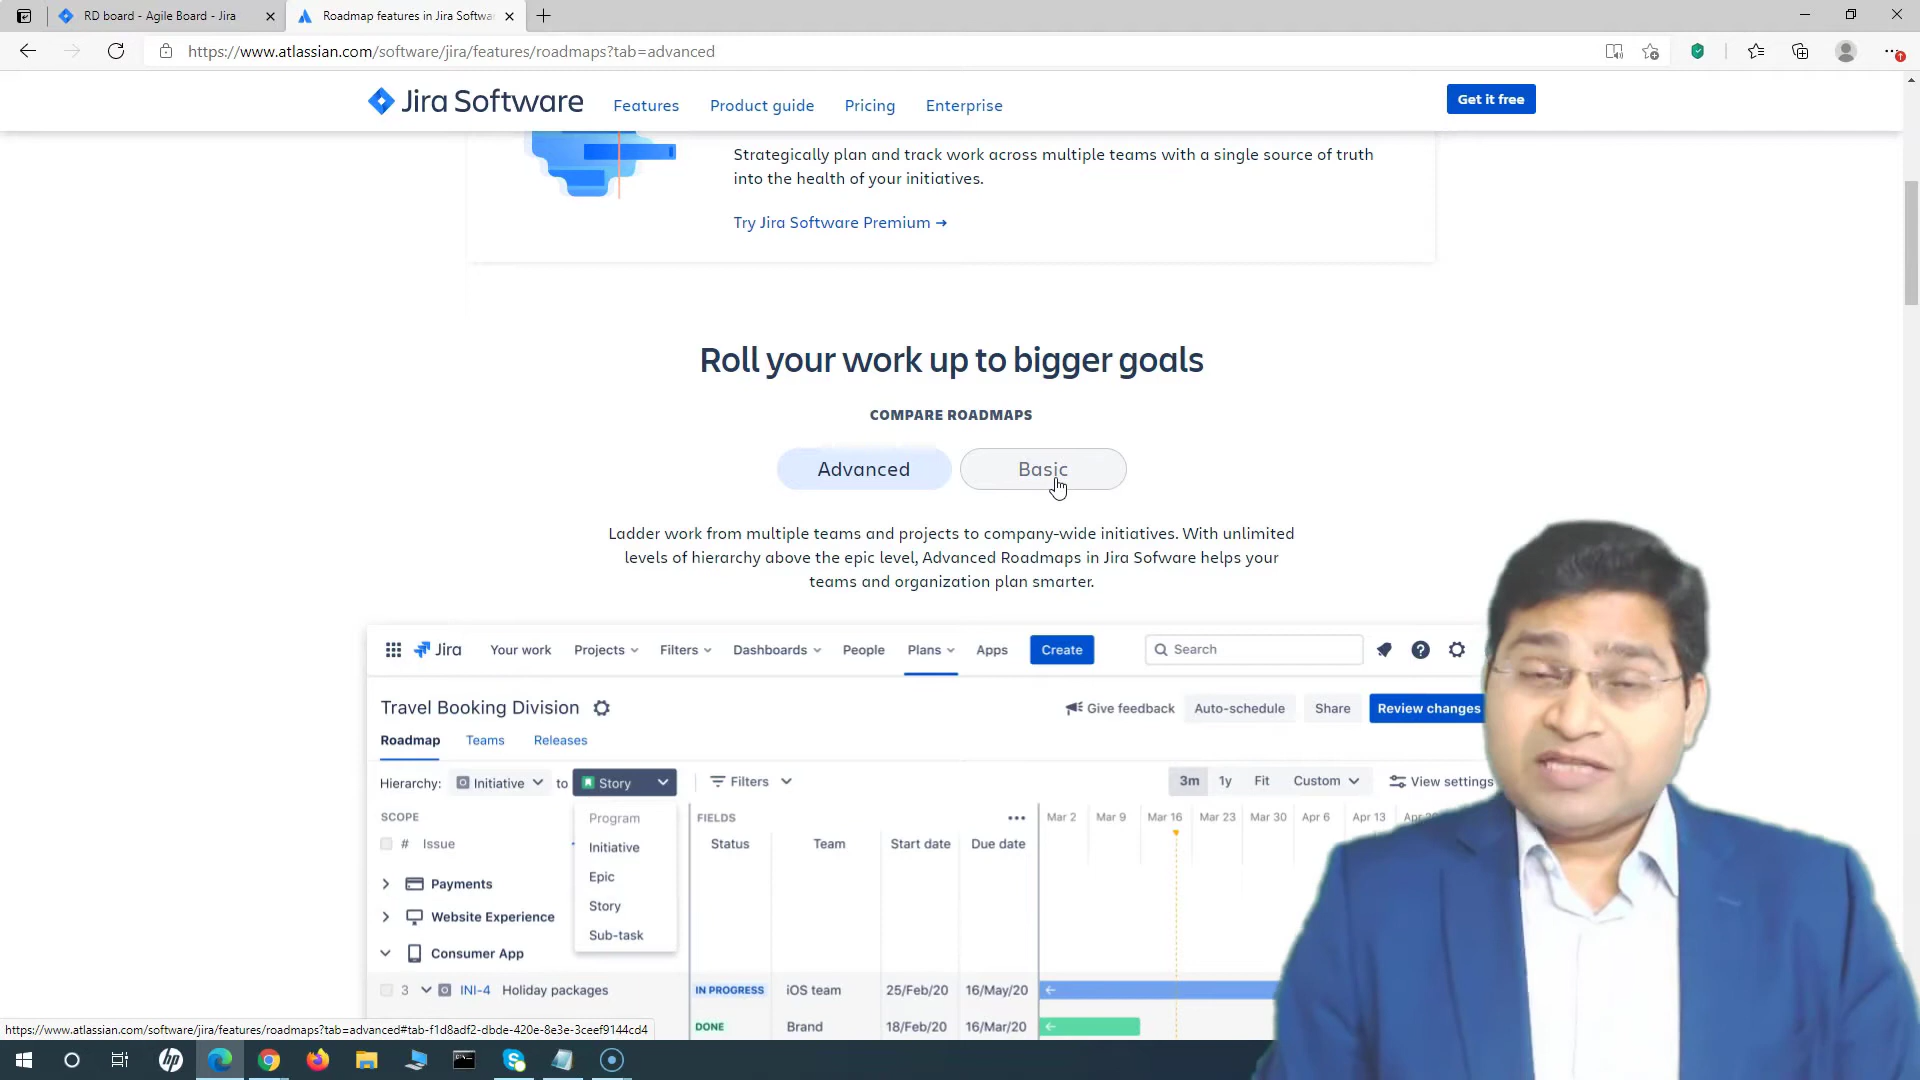 RD board - Agile Board - Jira
Roadmap features in Jira Softwa
https://www.atlassian.com/software/jira/features/roadmaps?tab=advanced
Jira Software
Features
Product guide
Pricing
Enterprise
Get it free
Strategically plan and track work across multiple teams with a single source of truth
into the health of your initiatives.
Try Jira Software Premium →
Roll your work up to bigger goals
COMPARE ROADMAPS
Advanced
Basic
Ladder work from multiple teams and projects to company-wide initiatives. With unlimited
levels of hierarchy above the epic level, Advanced Roadmaps in Jira Sofware helps your
teams and organization plan smarter.
Jira
Your work
Projects
Filters
Dashboards
People
Plans
Apps
Create
Search
Travel Booking Division
Give feedback
Auto-schedule
Share
Review changes
Roadmap
Teams
Releases
Hierarchy:
Initiative
to
Story
Filters
3m
1y
Fit
Custom
View settings
SCOPE
Program
FIELDS
Mar 2
Mar 9
Mar 16
Mar 23
Mar 30
Apr 6
Apr 13
Apr
# Issue
Initiative
Status
Team
Start date
Due date
Epic
Payments
Story
Website Experience
Sub-task
Consumer App
3
INI-4
Holiday packages
IN PROGRESS
iOS team
25/Feb/20
16/May/20
DONE
Brand
18/Feb/20
16/Mar/20
https://www.atlassian.com/software/jira/features/roadmaps?tab=advanced#tab-f1d8adf2-dbde-420e-8e3e-3ceef9144cd4
hp